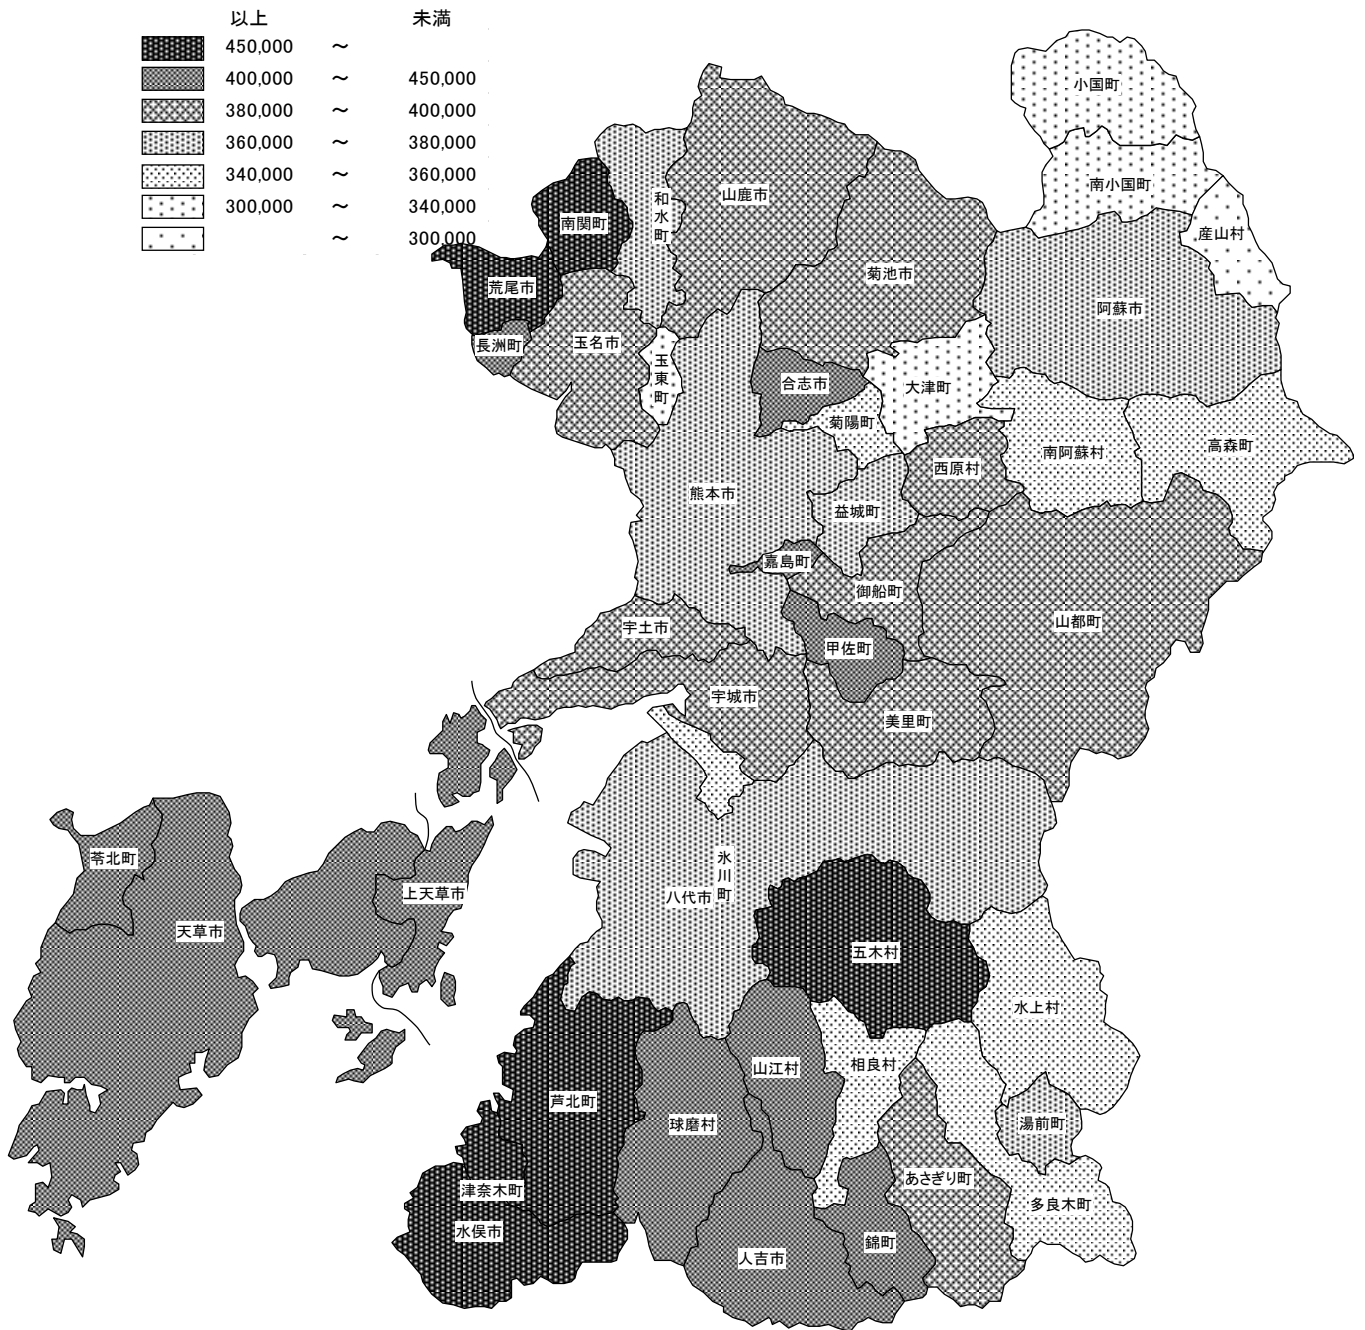 以上 未満
450,000 ～
400,000 ～ 450,000
380,000 ～ 400,000
360,000 ～ 380,000
340,000 ～ 360,000
300,000 ～ 340,000
～ 300,000
小国町
南小国町
産山村
山鹿市
和水町
南関町
菊池市
荒尾市
阿蘇市
長洲町
玉名市
玉東町
合志市
大津町
菊陽町
南阿蘇村
高森町
西原村
熊本市
益城町
嘉島町
御船町
山都町
宇土市
甲佐町
宇城市
美里町
苓北町
上天草市
氷川町
八代市
天草市
五木村
水上村
山江村
相良村
芦北町
球磨村
湯前町
あさぎり町
津奈木町
多良木町
水俣市
錦町
人吉市